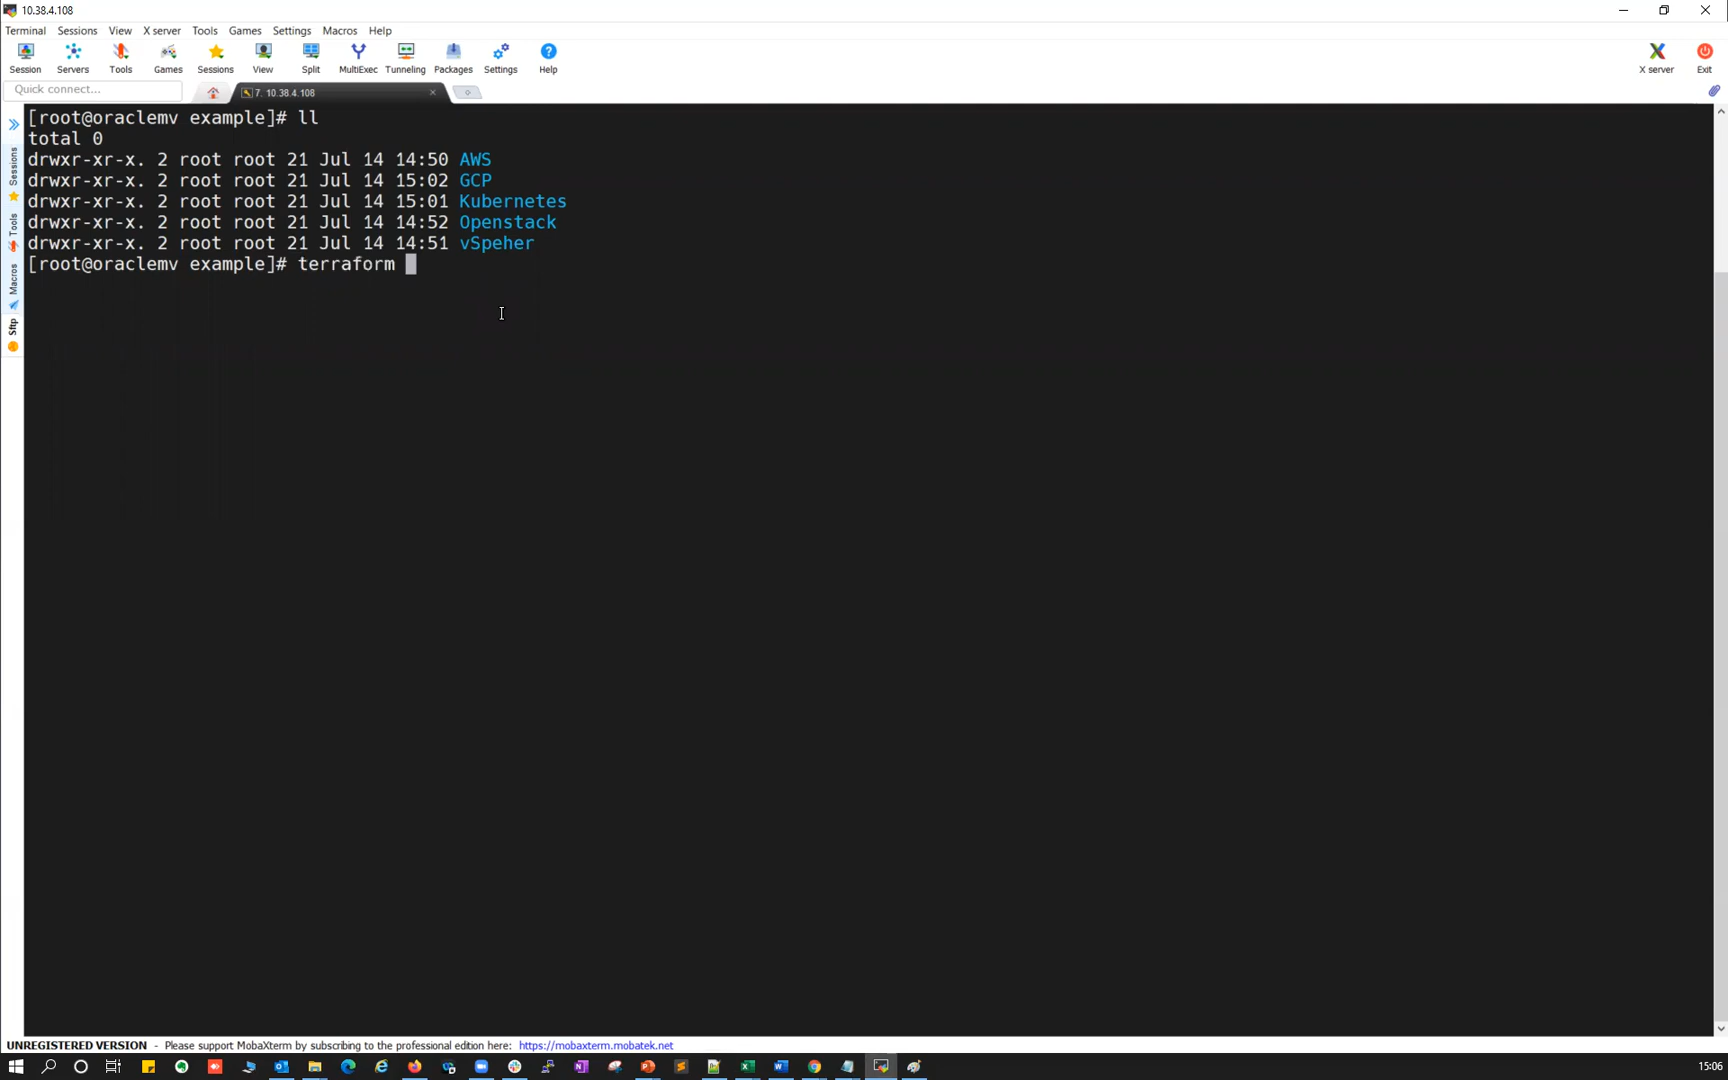 10.38.4.108
Terminal Sessions View X server Tools Games Settings Macros Help
Session Servers Tools Games Sessions View Split MultiExec Tunneling Packages Settings Help X server Exit
Quick connect...
7. 10.38.4.108
Sessions
Tools
Macros
Sftp
[root@oraclemv example]# ll
total 0
drwxr-xr-x. 2 root root 21 Jul 14 14:50 AWS
drwxr-xr-x. 2 root root 21 Jul 14 15:02 GCP
drwxr-xr-x. 2 root root 21 Jul 14 15:01 Kubernetes
drwxr-xr-x. 2 root root 21 Jul 14 14:52 Openstack
drwxr-xr-x. 2 root root 21 Jul 14 14:51 vSpeher
[root@oraclemv example]# terraform
UNREGISTERED VERSION - Please support MobaXterm by subscribing to the professional edition here: https://mobaxterm.mobatek.net
15:06